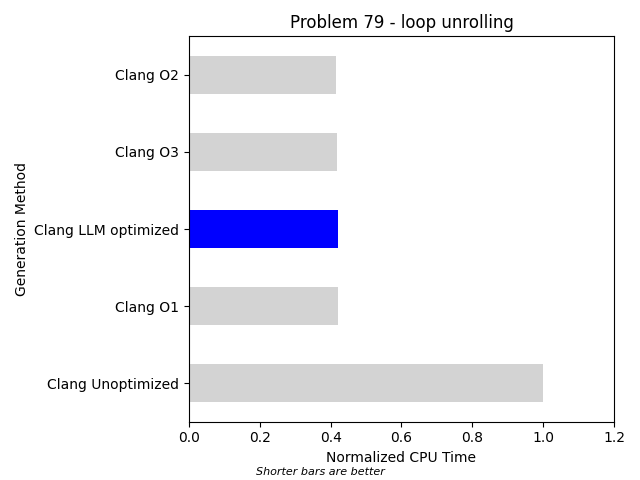 Problem 79 - loop unrolling
Clang O2
Clang O3
Clang LLM optimized
Clang O1
Clang Unoptimized
Generation Method
0.0 0.2 0.4 0.6 0.8 1.0 1.2
Normalized CPU Time
Shorter bars are better